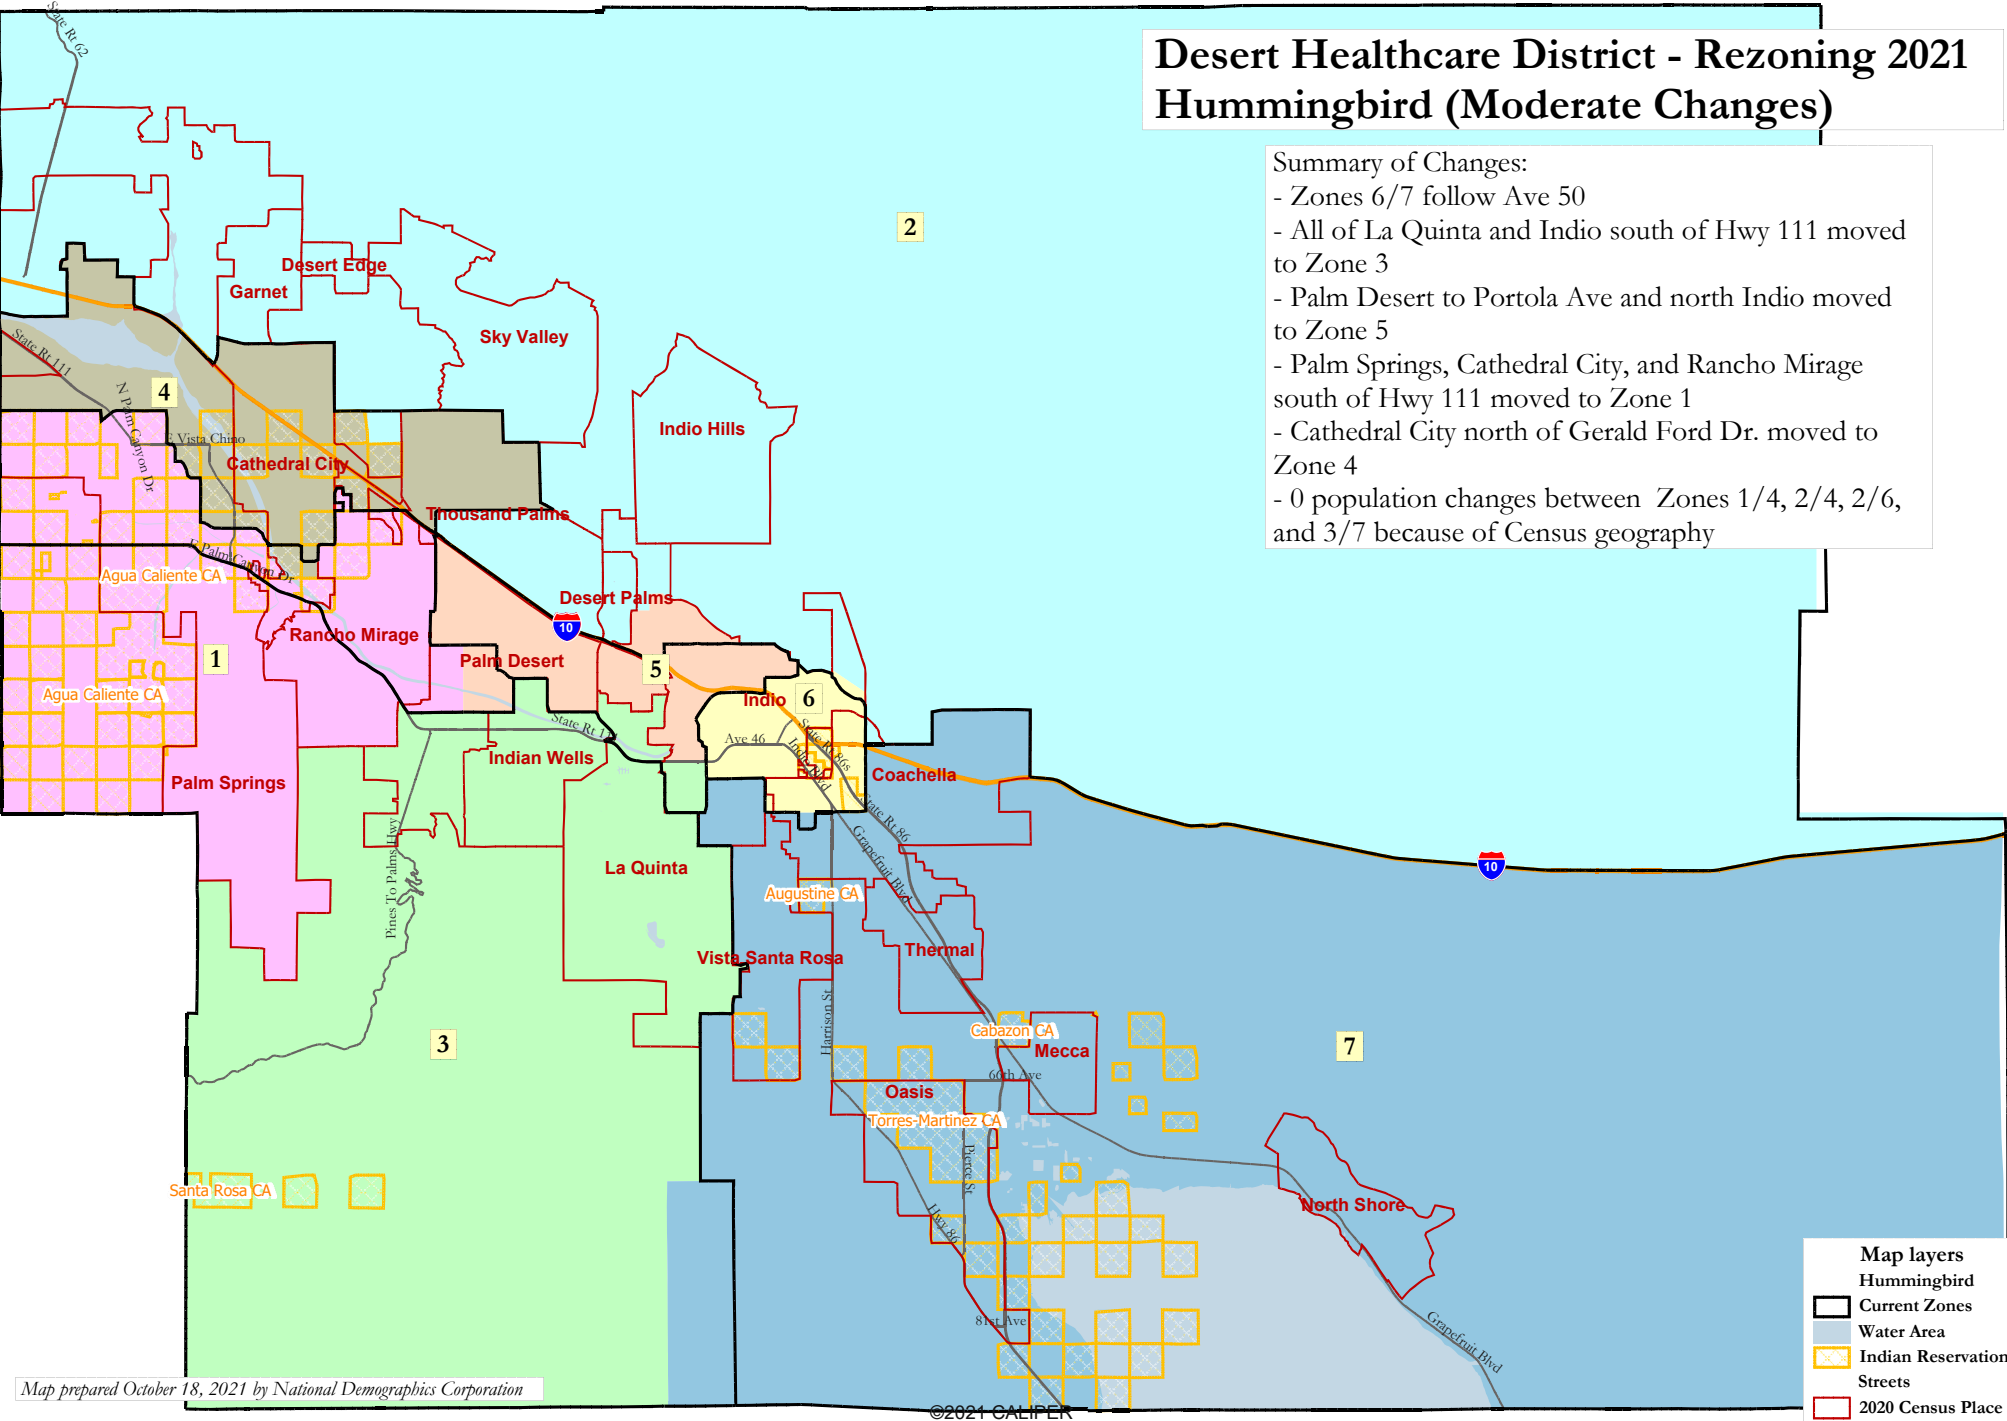 Desert Healthcare District - Rezoning 2021
Hummingbird (Moderate Changes)
Summary of Changes:
- Zones 6/7 follow Ave 50
- All of La Quinta and Indio south of Hwy 111 moved
to Zone 3
- Palm Desert to Portola Ave and north Indio moved
to Zone 5
- Palm Springs, Cathedral City, and Rancho Mirage
south of Hwy 111 moved to Zone 1
- Cathedral City north of Gerald Ford Dr. moved to
Zone 4
- 0 population changes between Zones 1/4, 2/4, 2/6,
and 3/7 because of Census geography
State Rt 62
2
Desert Edge
Garnet
Sky Valley
State Rt 111
4
N Palm Canyon Dr
E Vista Chino
Indio Hills
Cathedral City
Thousand Palms
E Palm Canyon Dr
Agua Caliente CA
Desert Palms
10
Rancho Mirage
1
Palm Desert
5
Agua Caliente CA
Indio
6
State Rt 111
Ave 46
Indio Blvd
State Rt 86s
Indian Wells
Coachella
Palm Springs
State Rt 86
Grapefruit Blvd
10
Pines To Palms Hwy
La Quinta
Augustine CA
Vista Santa Rosa
Thermal
Harrison St
Cabazon CA
3
Mecca
7
66th Ave
Oasis
Torres-Martinez CA
Pierce St
Santa Rosa CA
North Shore
Hwy 86
81st Ave
Grapefruit Blvd
Map layers
Hummingbird
Current Zones
Water Area
Indian Reservation
Streets
2020 Census Place
Map prepared October 18, 2021 by National Demographics Corporation
©2021 CALIPER